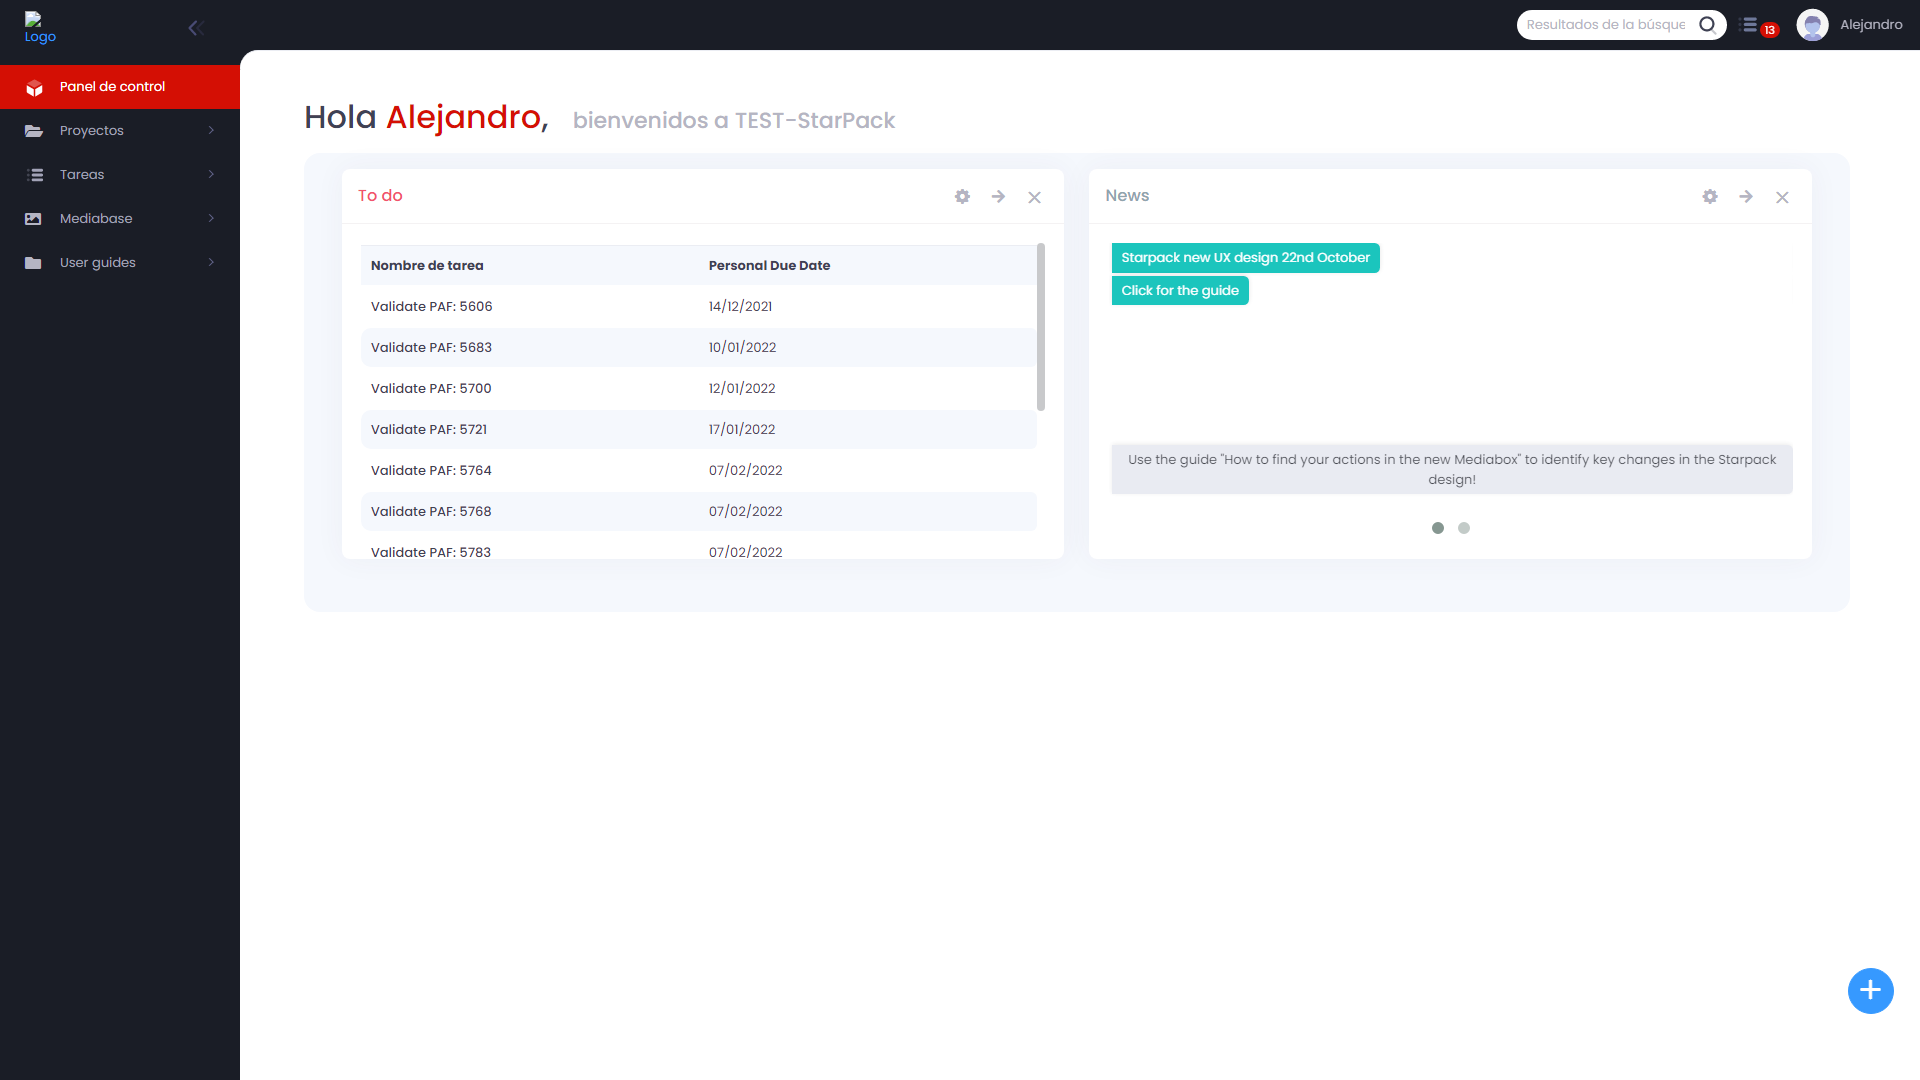 Logo
Resultados de la búsque
13
Alejandro
Panel de control
Proyectos
Tareas
Mediabase
User guides
Hola Alejandro, bienvenidos a TEST-StarPack
To do
Nombre de tarea Personal Due Date
Validate PAF: 5606 14/12/2021
Validate PAF: 5683 10/01/2022
Validate PAF: 5700 12/01/2022
Validate PAF: 5721 17/01/2022
Validate PAF: 5764 07/02/2022
Validate PAF: 5768 07/02/2022
Validate PAF: 5783 07/02/2022
News
Starpack new UX design 22nd October
Click for the guide
Use the guide "How to find your actions in the new Mediabox" to identify key changes in the Starpack
design!